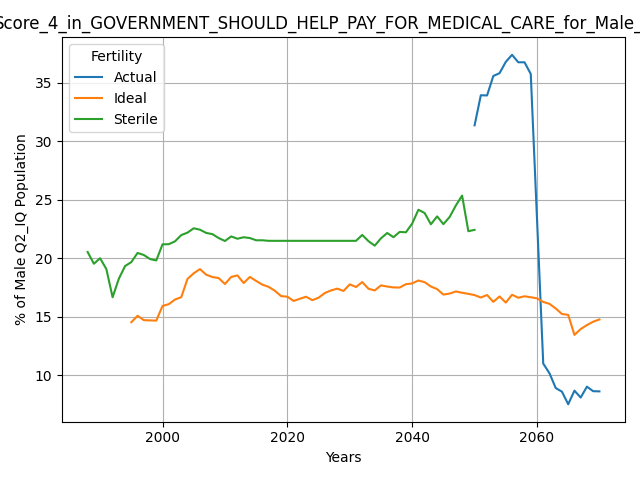 Score_4_in_GOVERNMENT_SHOULD_HELP_PAY_FOR_MEDICAL_CARE_for_Male_
Fertility
Actual
Ideal
Sterile
% of Male Q2_IQ Population
35
30
25
20
15
10
2000
2020
2040
2060
Years